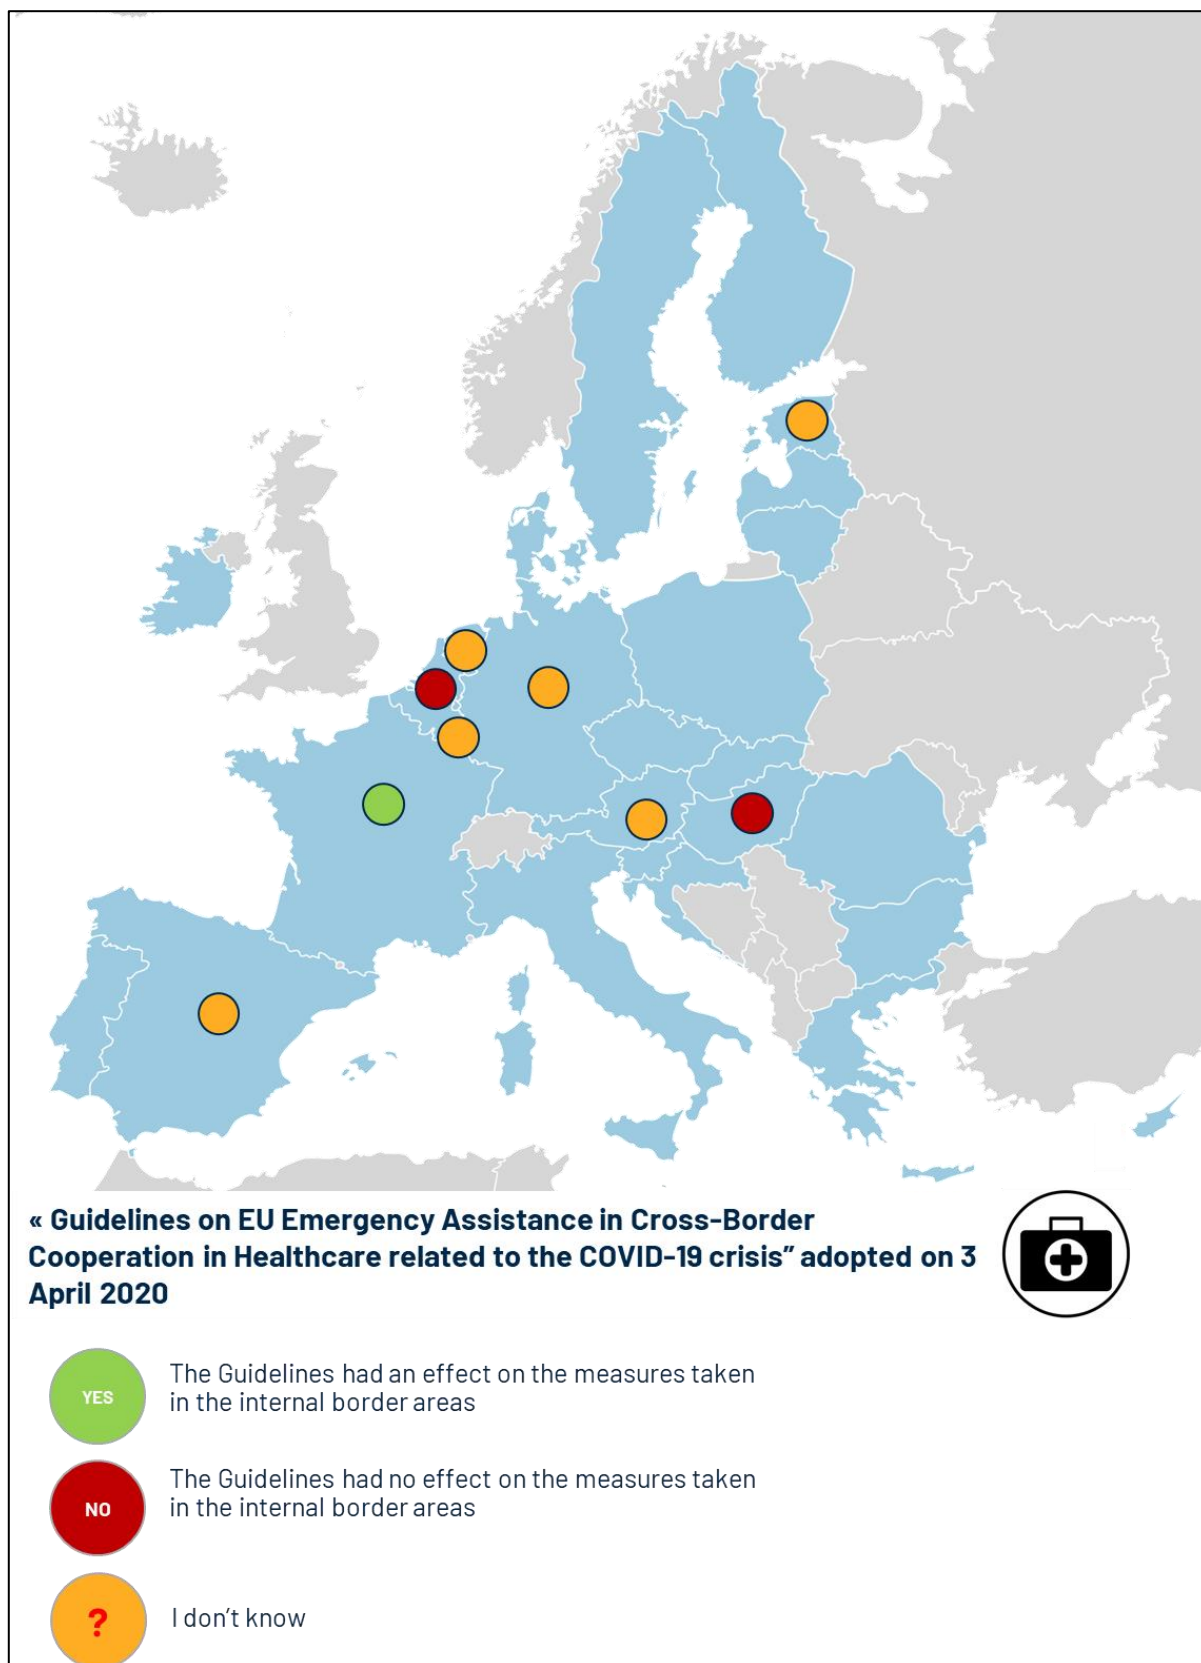 « Guidelines on EU Emergency Assistance in Cross-Border
Cooperation in Healthcare related to the COVID-19 crisis” adopted on 3
April 2020
YES
The Guidelines had an effect on the measures taken
in the internal border areas
NO
The Guidelines had no effect on the measures taken
in the internal border areas
?
I don’t know